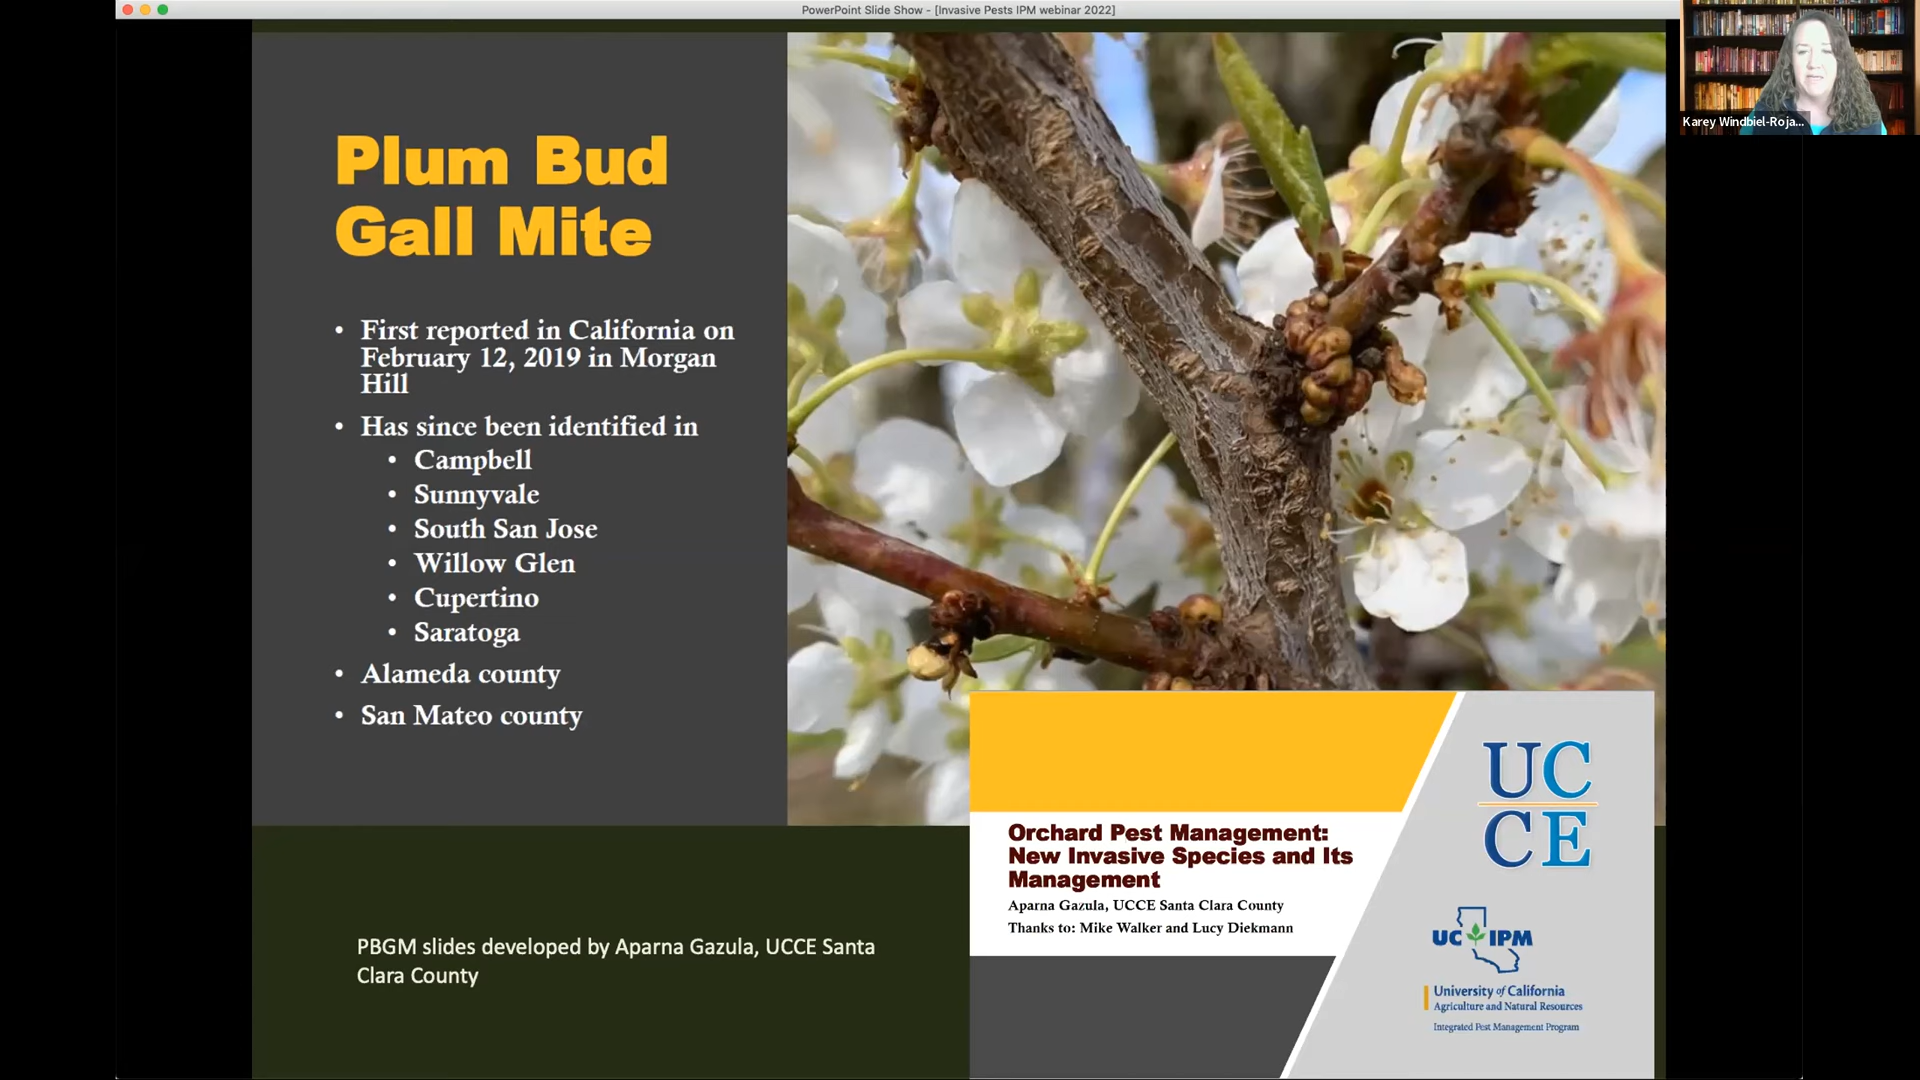 PowerPoint Slide Show - [Invasive Pests IPM webinar 2022]
Karey Windbiel-Roja...
Plum Bud
Gall Mite
• First reported in California on
February 12, 2019 in Morgan
Hill
• Has since been identified in
• Campbell
• Sunnyvale
• South San Jose
• Willow Glen
• Cupertino
• Saratoga
• Alameda county
• San Mateo county
PBGM slides developed by Aparna Gazula, UCCE Santa
Clara County
Orchard Pest Management:
New Invasive Species and Its
Management
Aparna Gazula, UCCE Santa Clara County
Thanks to: Mike Walker and Lucy Diekmann
UC
CE
UC IPM
University of California
Agriculture and Natural Resources
Integrated Pest Management Program